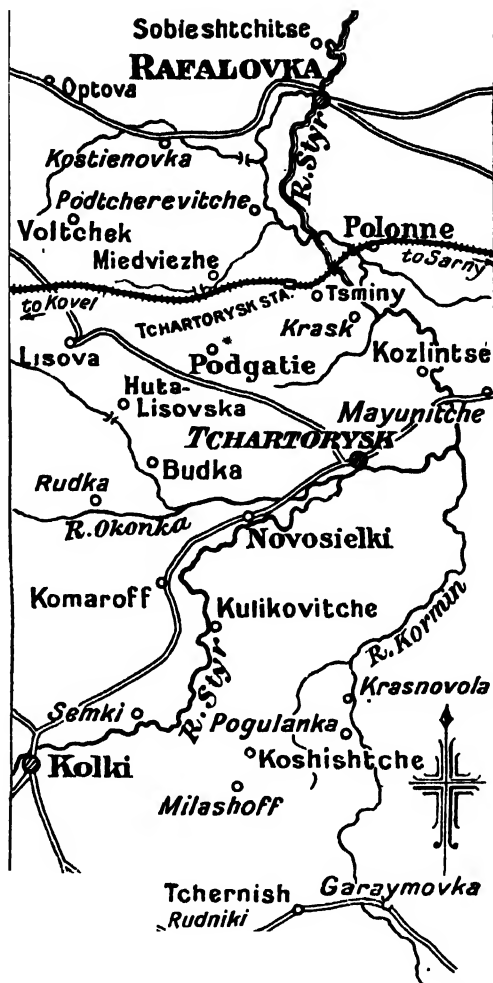 Sobieshtchitse
RAFALOVKA
Optova
Kostienovka
R. Styr
Podtcherevitche
Voltchek
Polonne
Miedviezhe
to Sarny
to Kovel
TCHARTORYSK STA.
Tsminy
Krask
Lisova
Podgatie
Kozlintse
Huta-
Lisovska
Mayunitche
TCHARTORYSK
Budka
Rudka
R. Okonka
Novosielki
Komaroff
Kulikovitche
R. Kormin
R. Styr
Krasnovola
Semki
Pogulanka
Koshishtche
Kolki
Milashoff
Tchernish
Garaymovka
Rudniki